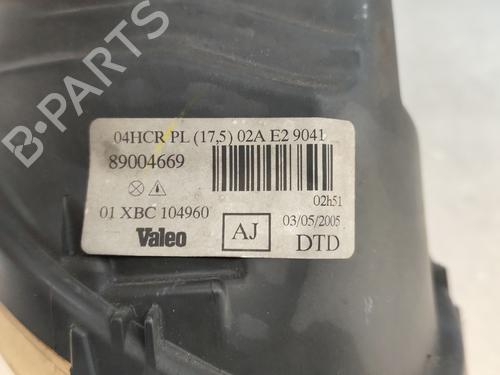 04HCR PL (17,5) 02A E2 9041
89004669
02h51
01 XBC 104960
AJ
03/05/2005
Valeo
DTD
B-PARTS